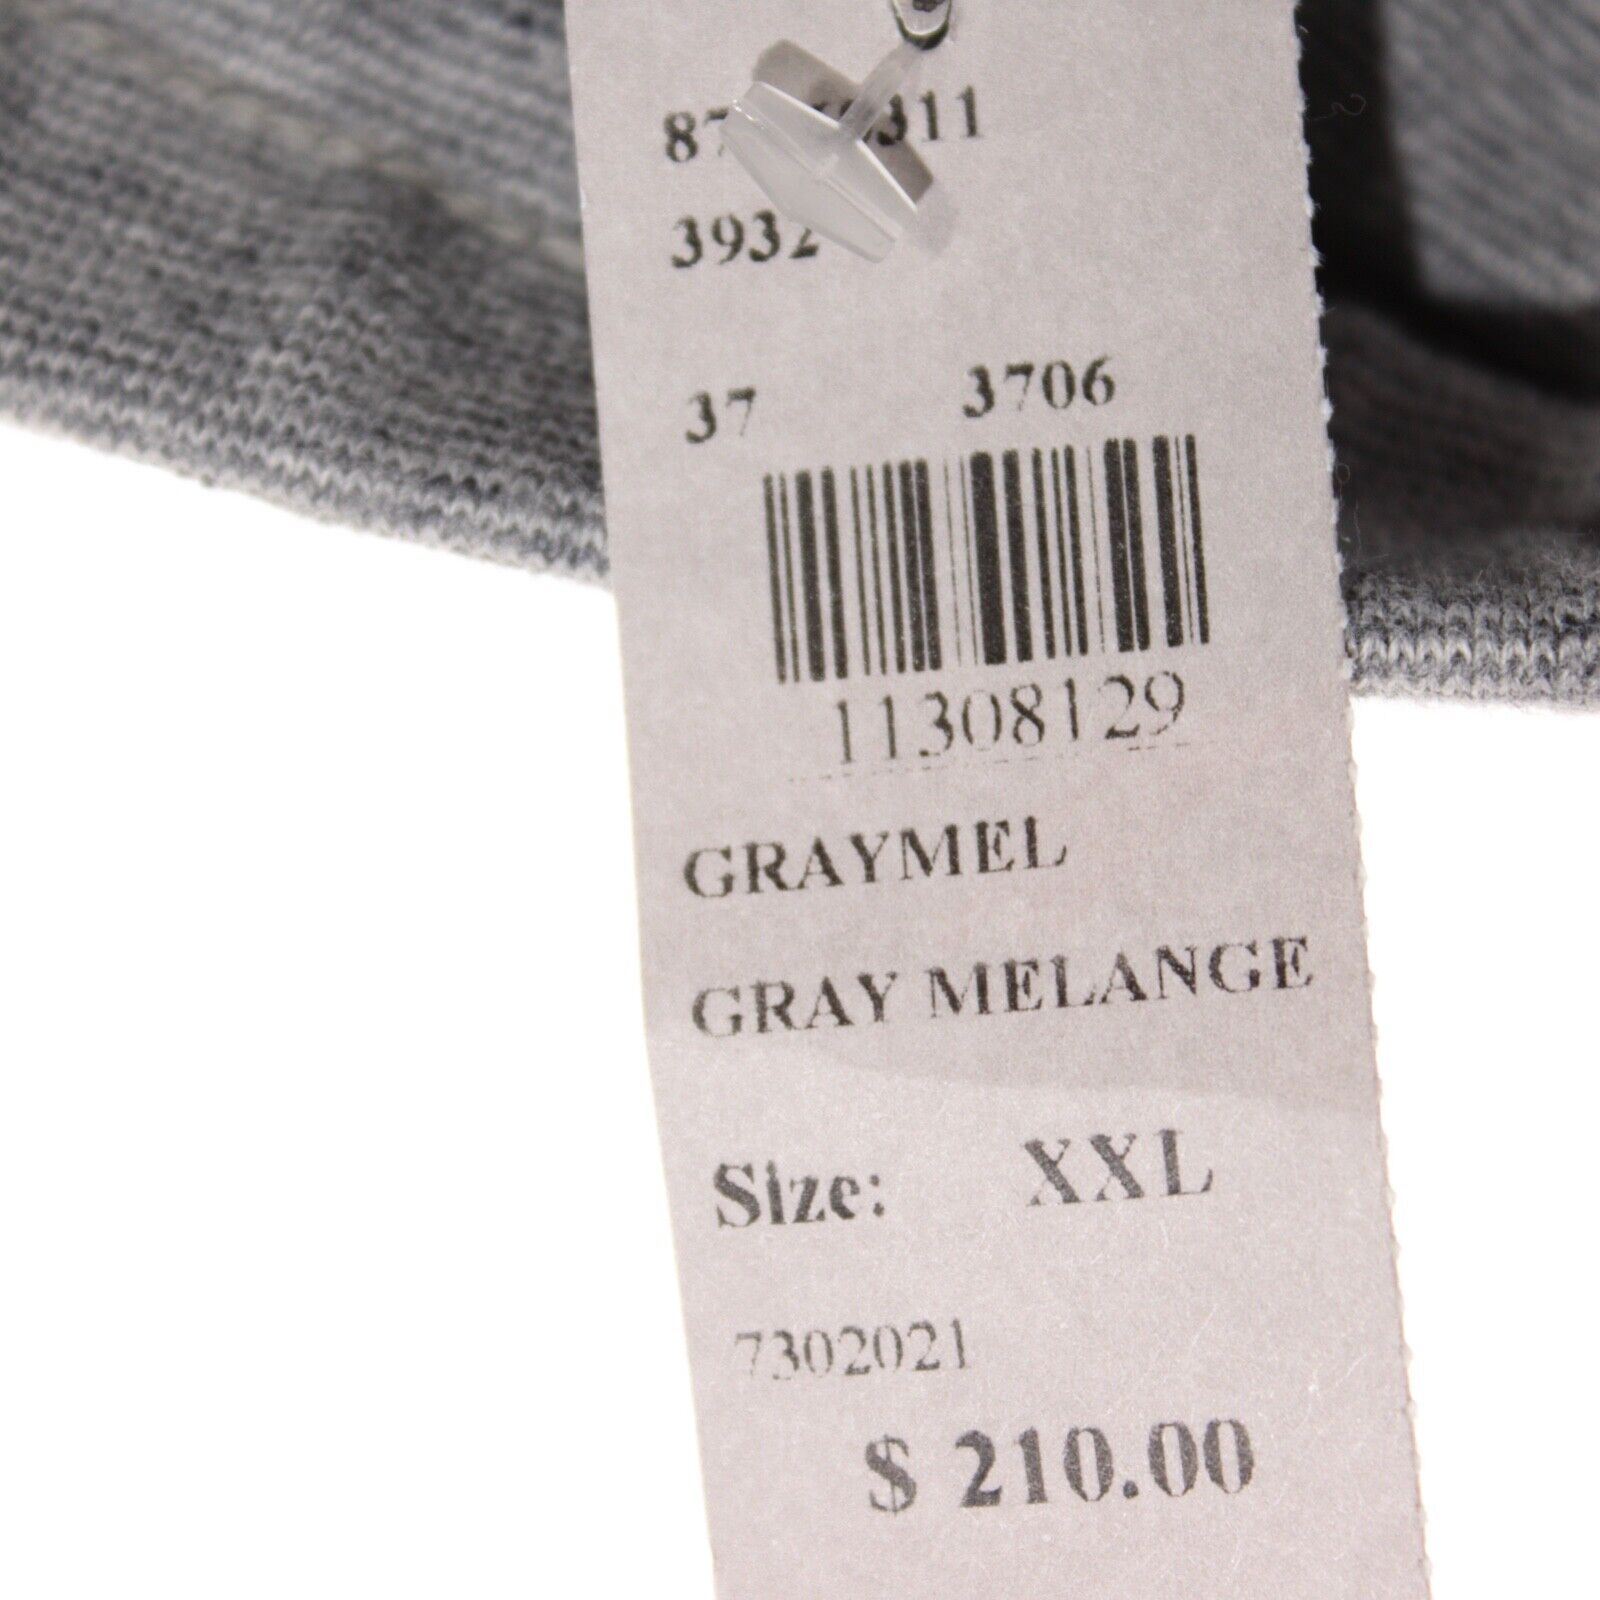 3932
37 3706
11308129
GRAYMEL
GRAY MELANGE
Size: XXL
7302021
$ 210.00